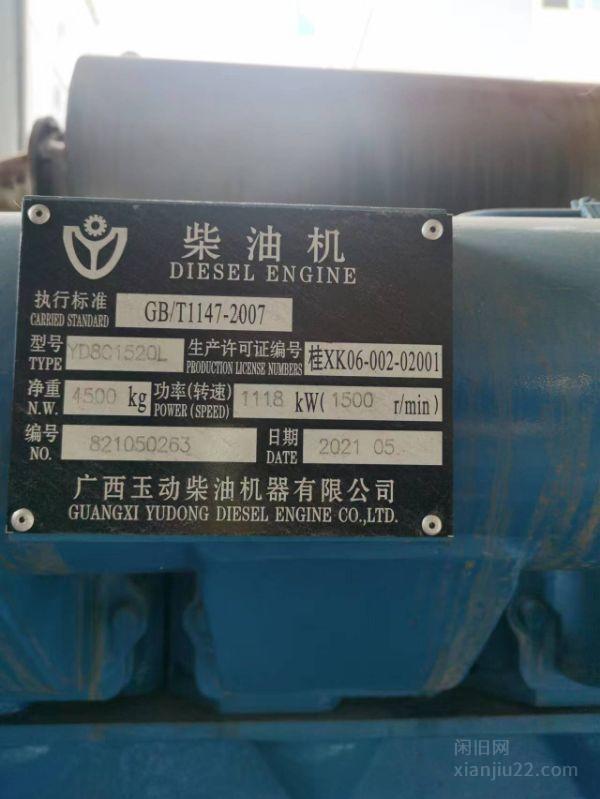 柴油机
DIESEL ENGINE
执行标准 GB/T1147-2007
CARRIED STANDARD
型号 YD8C1520L 生产许可证编号 桂XK06-002-02001
TYPE PRODUCTION LICENSE NUMBERS
净重 4500 kg 功率(转速) 1118 kW( 1500 r/min)
N.W. POWER (SPEED)
编号 821050263 日期 2021 05
NO. DATE
广西玉动柴油机器有限公司
GUANGXI YUDONG DIESEL ENGINE CO.,LTD.
闲旧网
xianjiu22.com